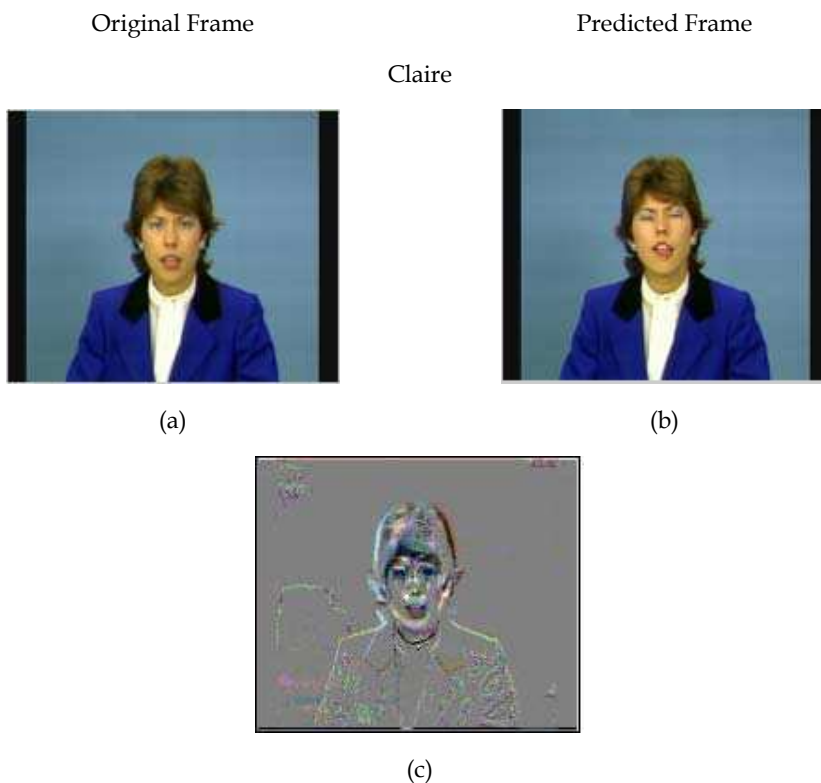 Original Frame
Predicted Frame
Claire
(a)
(b)
(c)